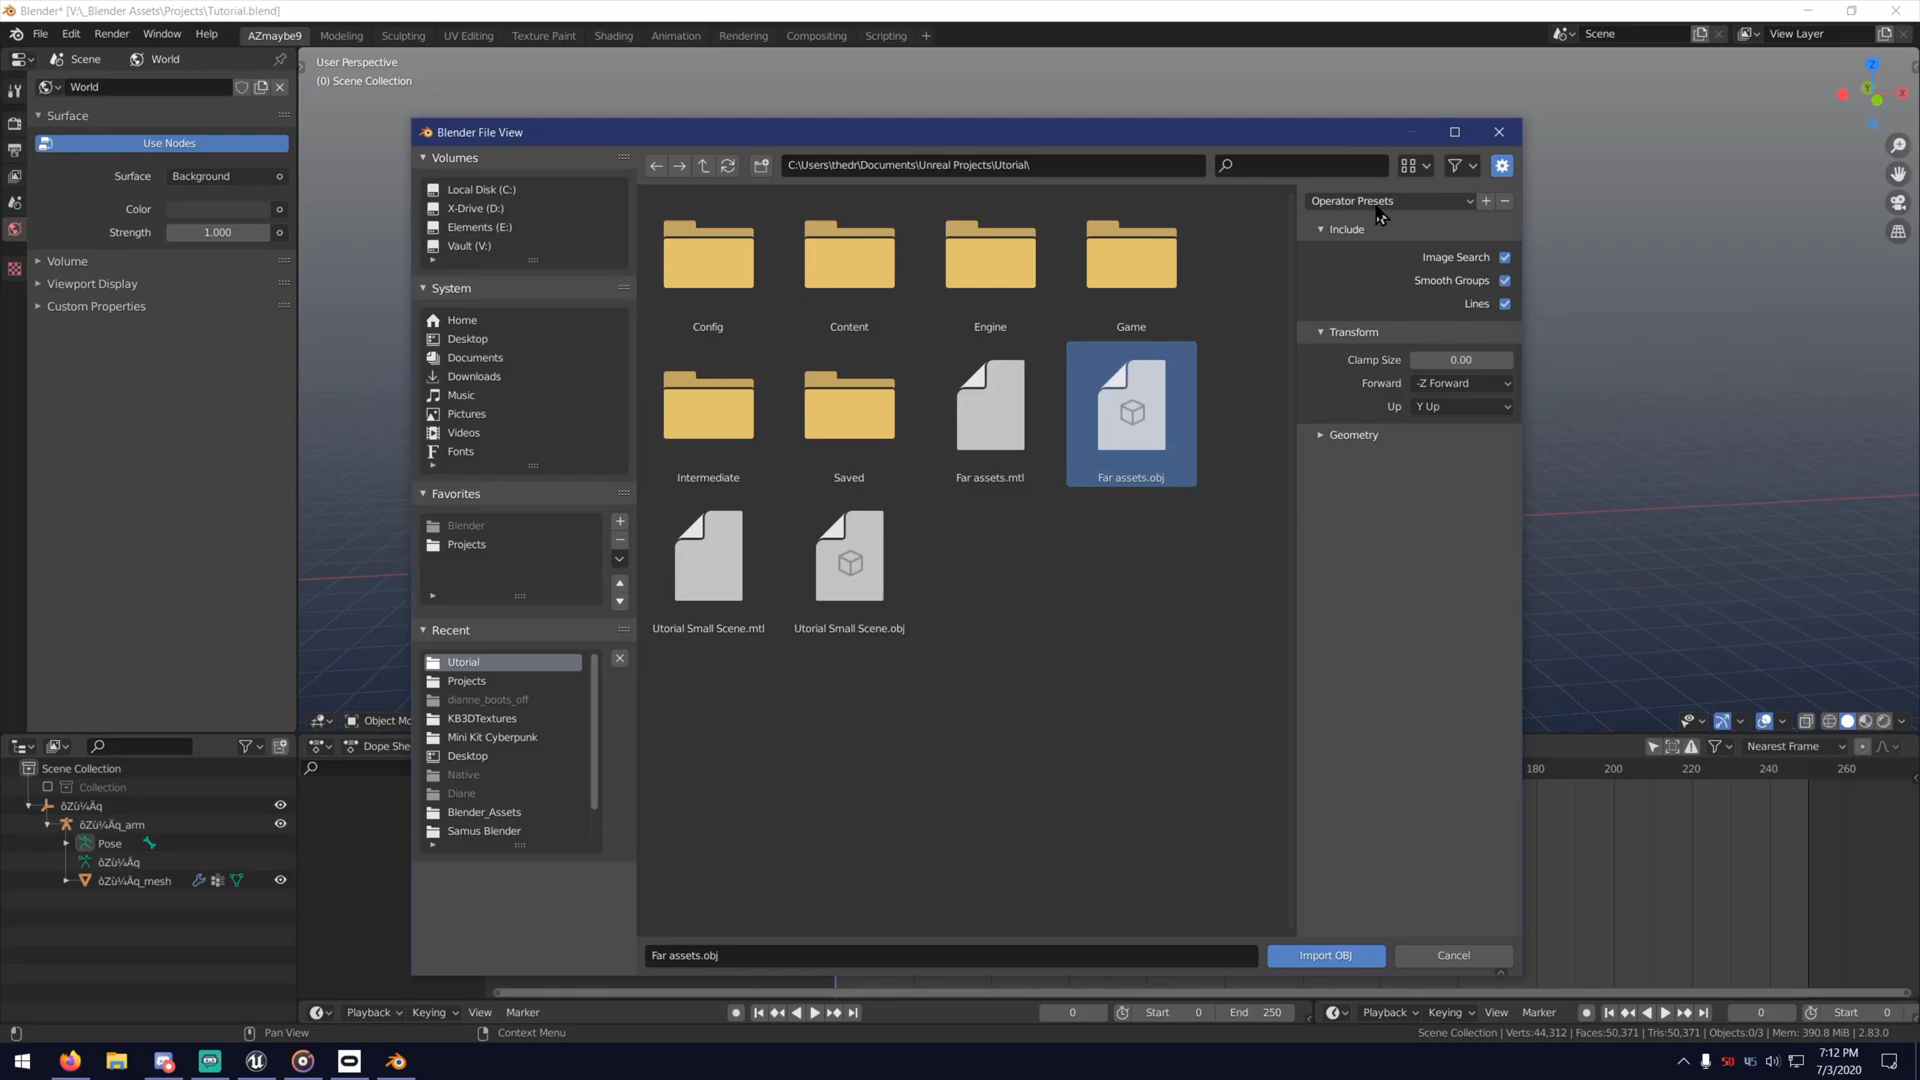 Blender* [V:\_Blender Assets\Projects\Tutorial.blend]
File Edit Render Window Help AZmaybe9 Modeling Sculpting UV Editing Texture Paint Shading Animation Rendering Compositing Scripting + Scene View Layer
Scene World
World
Surface
Use Nodes
Surface Background
Color
Strength 1.000
Volume
Viewport Display
Custom Properties
User Perspective
(0) Scene Collection
Z
Y
X
Blender File View
Volumes
Local Disk (C:)
X-Drive (D:)
Elements (E:)
Vault (V:)
System
Home
Desktop
Documents
Downloads
Music
Pictures
Videos
Fonts
Favorites
Blender
Projects
Recent
Utorial
Projects
dianne_boots_off
KB3DTextures
Mini Kit Cyberpunk
Desktop
Native
Diane
Blender_Assets
Samus Blender
C:\Users\thedr\Documents\Unreal Projects\Utorial\
Config Content Engine Game
Intermediate Saved Far assets.mtl Far assets.obj
Utorial Small Scene.mtl Utorial Small Scene.obj
Operator Presets
Include
Image Search
Smooth Groups
Lines
Transform
Clamp Size 0.00
Forward -Z Forward
Up Y Up
Geometry
Far assets.obj Import OBJ Cancel
Object Mo
Dope She
Nearest Frame
180 200 220 240 260
Scene Collection
Collection
ôZù¼Äq
ôZù¼Äq_arm
Pose
ôZù¼Äq
ôZù¼Äq_mesh
Playback Keying View Marker 0 Start 0 End 250 Playback Keying View Marker 0 Start 0
Pan View Context Menu Scene Collection | Verts:44,312 | Faces:50,371 | Tris:50,371 | Objects:0/3 | Mem: 390.8 MiB | 2.83.0
50 45 7:12 PM
7/3/2020